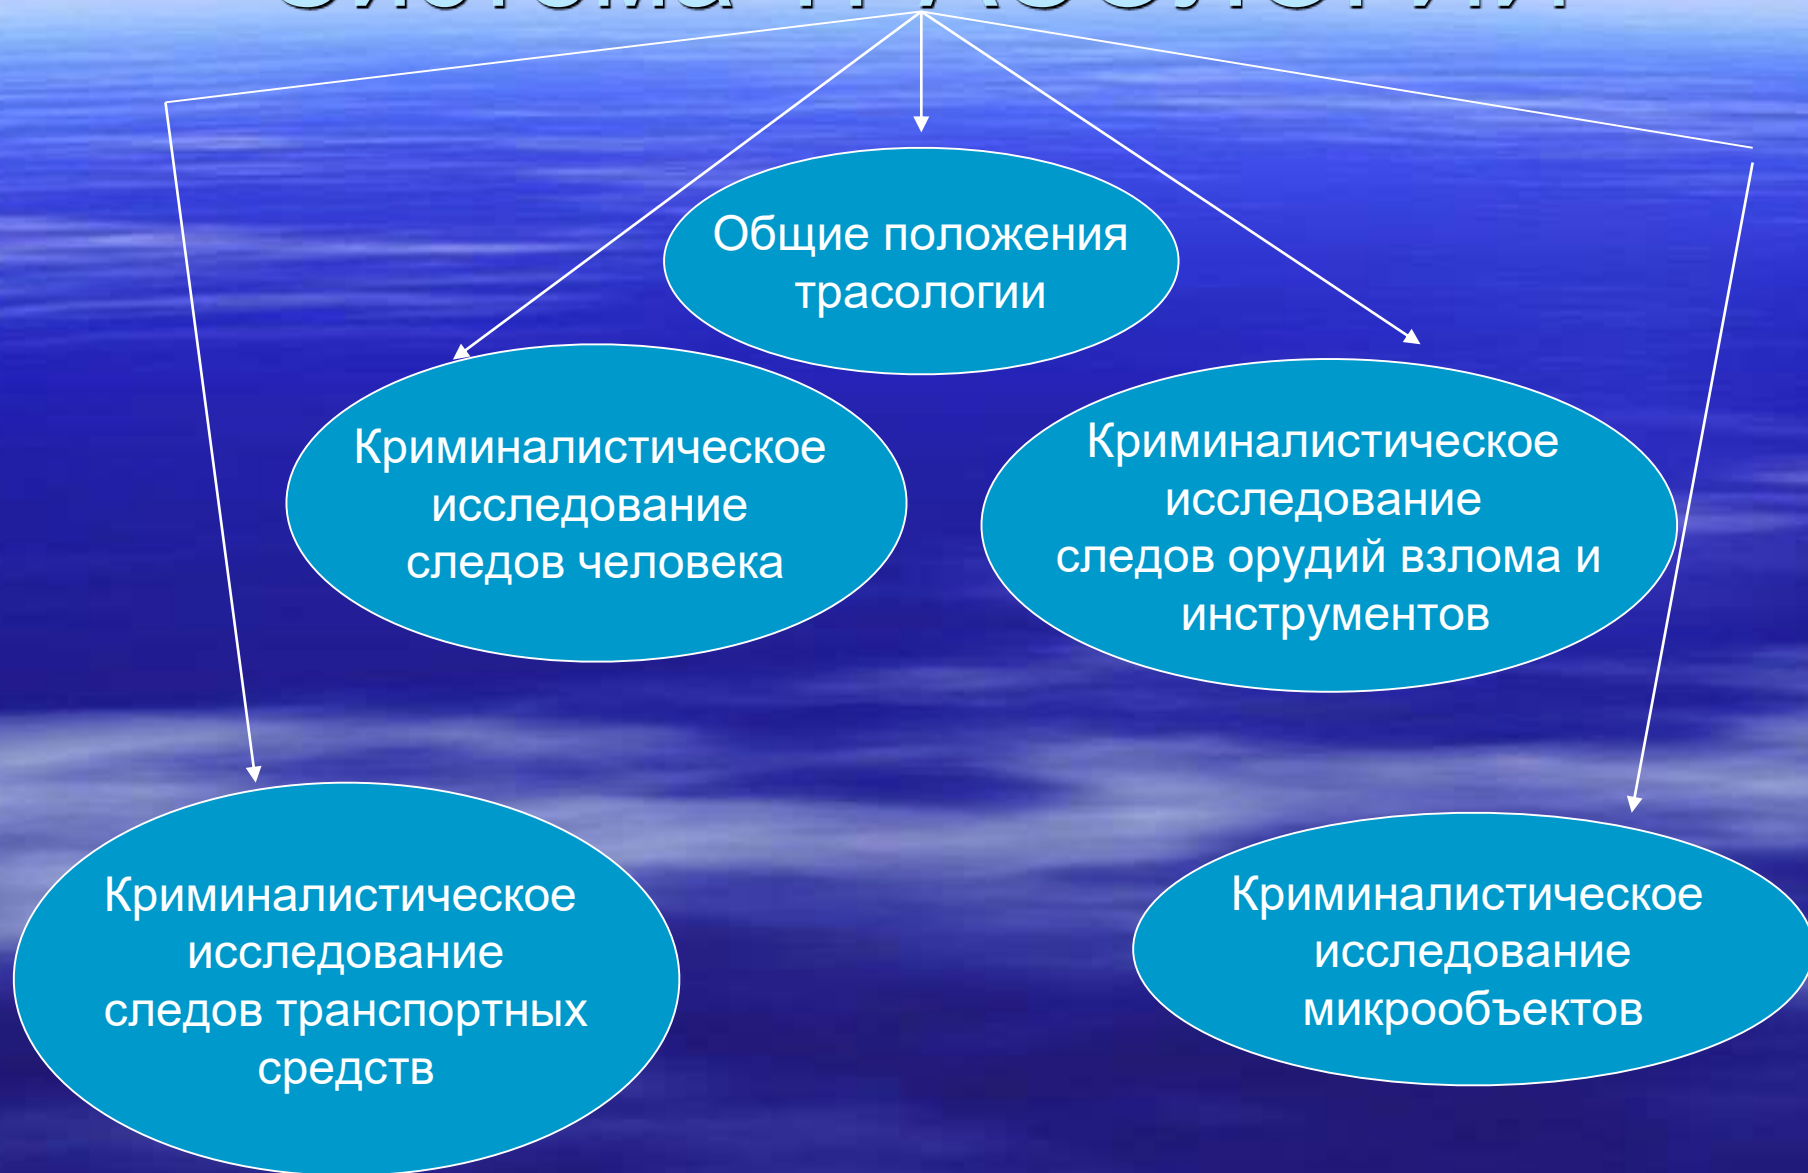 Система
Общие положения
трасологии
Криминалистическое
исследование
следов человека
Криминалистическое
исследование
следов орудий взлома и
инструментов
Криминалистическое
исследование
следов транспортных
средств
Криминалистическое
исследование
микрообъектов